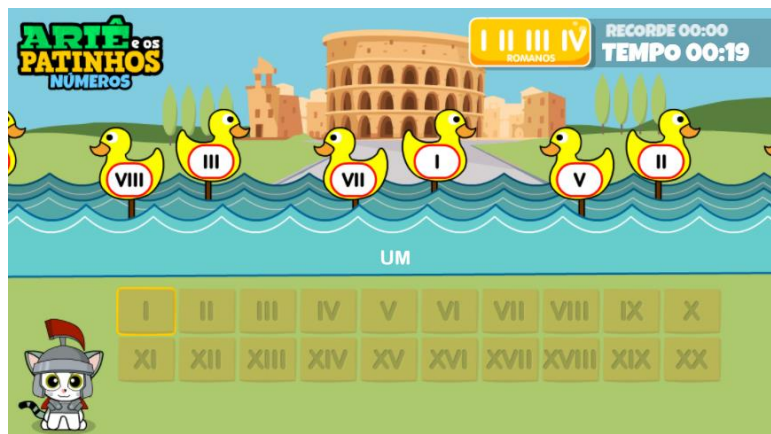 ARIÊ e os
PATINHOS
NÚMEROS
I II III IV
ROMANOS
RECORDE 00:00
TEMPO 00:19
VIII III VII I V II
UM
I II III IV V VI VII VIII IX X
XI XII XIII XIV XV XVI XVII XVIII XIX XX